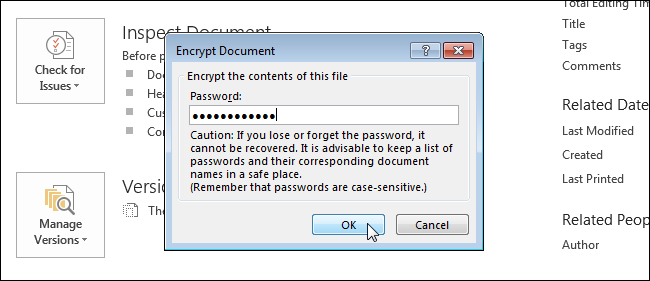 Total Editing Tim
Inspect Document
Title
Before p
Tags
Check for
Issues
Doc
Comments
Hea
Cus
Con
Encrypt Document
Encrypt the contents of this file
Password:
●●●●●●●●●●●●
Caution: If you lose or forget the password, it
cannot be recovered. It is advisable to keep a list of
passwords and their corresponding document
names in a safe place.
(Remember that passwords are case-sensitive.)
OK
Cancel
Related Date
Last Modified
Created
Last Printed
Versio
The
Manage
Versions
Related Peop
Author